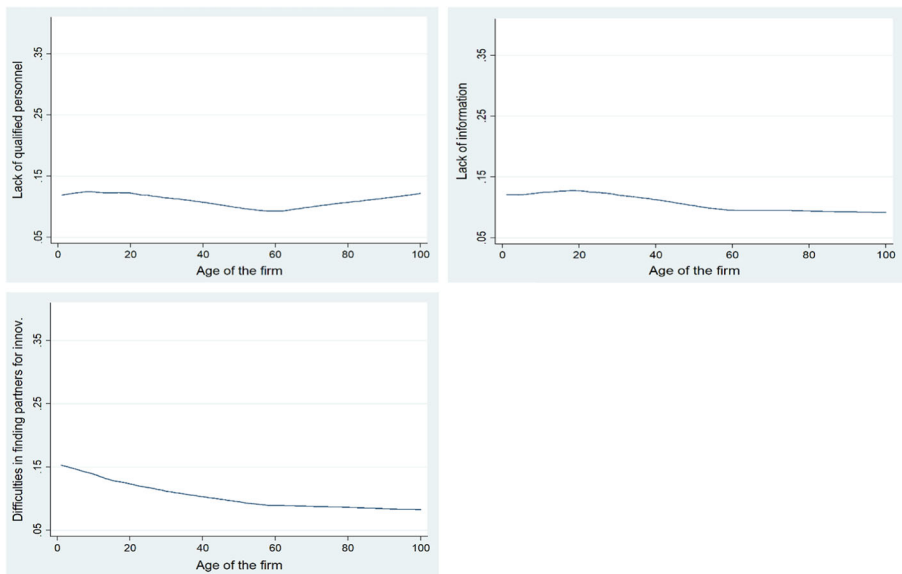 Lack of qualified personnel
.35
.25
.15
.05
0 20 40 60 80 100
Age of the firm
Lack of information
.35
.25
.15
.05
0 20 40 60 80 100
Age of the firm
Difficulties in finding partners for innov.
.35
.25
.15
.05
0 20 40 60 80 100
Age of the firm